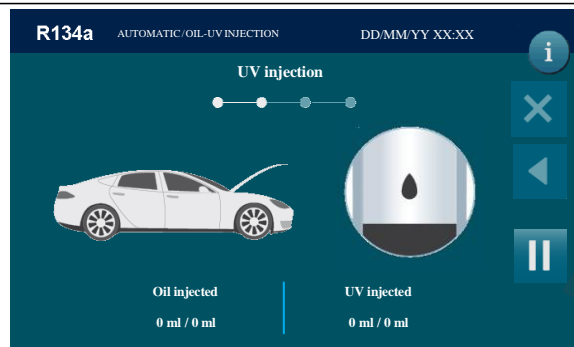 R134a AUTOMATIC/OIL-UV INJECTION DD/MM/YY XX:XX
i
UV injection
Oil injected UV injected
0 ml / 0 ml 0 ml / 0 ml